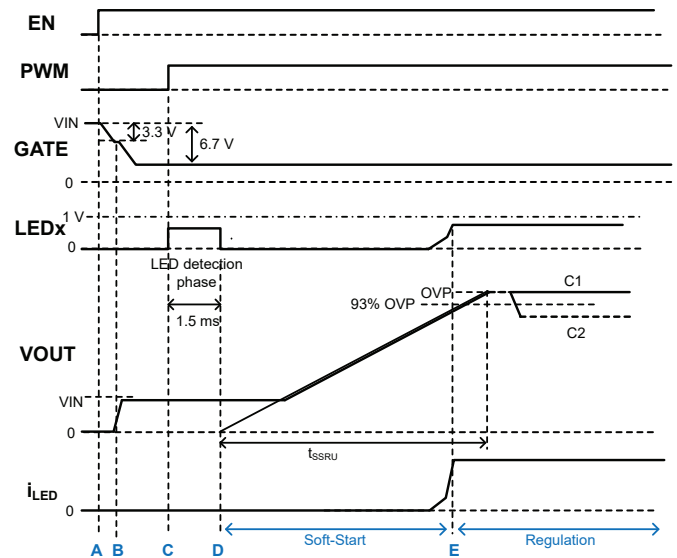 EN
PWM
VIN
3.3 V
6.7 V
GATE
0
1 V
LEDx
0
LED detection
phase
1.5 ms
OVP
C1
93% OVP
C2
VOUT
VIN
0
tSSRU
iLED
0
Soft-Start
Regulation
A B C D E